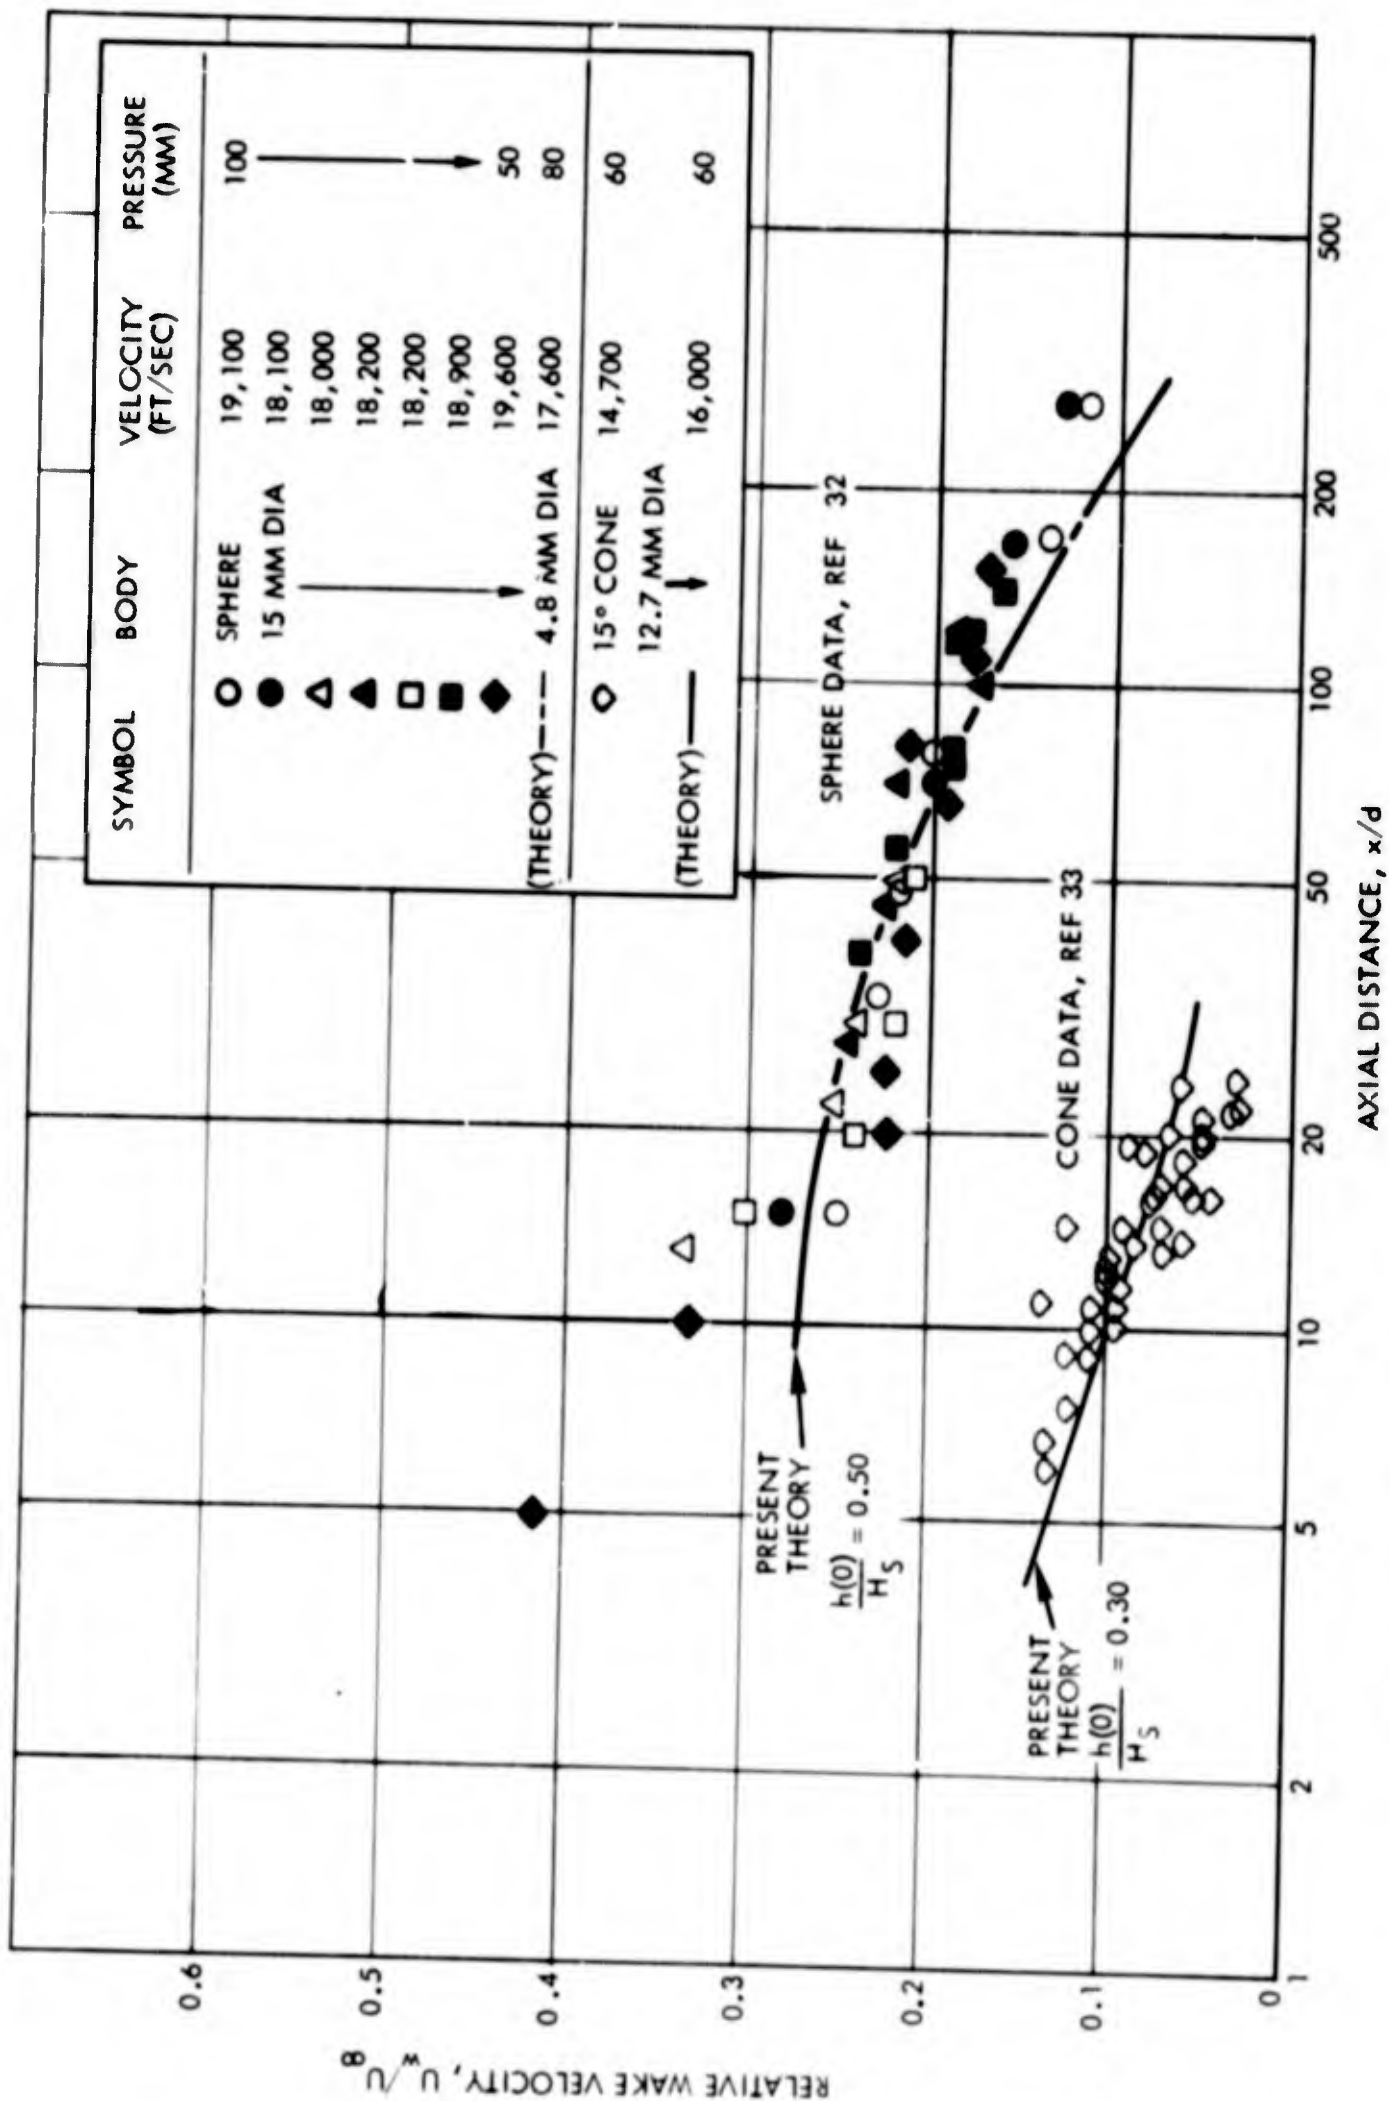 SYMBOL BODY VELOCITY PRESSURE
(FT/SEC) (MM)
SPHERE 19,100 100
15 MM DIA 18,100
18,000
18,200
18,200
18,900
19,600 50
(THEORY) 4.8 MM DIA 17,600 80
15° CONE 14,700 60
12.7 MM DIA
(THEORY) 16,000 60
RELATIVE WAKE VELOCITY, U_w/U_∞
0.6
0.5
0.4
0.3
0.2
0.1
0
PRESENT
THEORY
h(0)/H_S = 0.50
PRESENT
THEORY
h(0)/H_S = 0.30
SPHERE DATA, REF 32
CONE DATA, REF 33
1 2 5 10 20 50 100 200 500
AXIAL DISTANCE, x/d